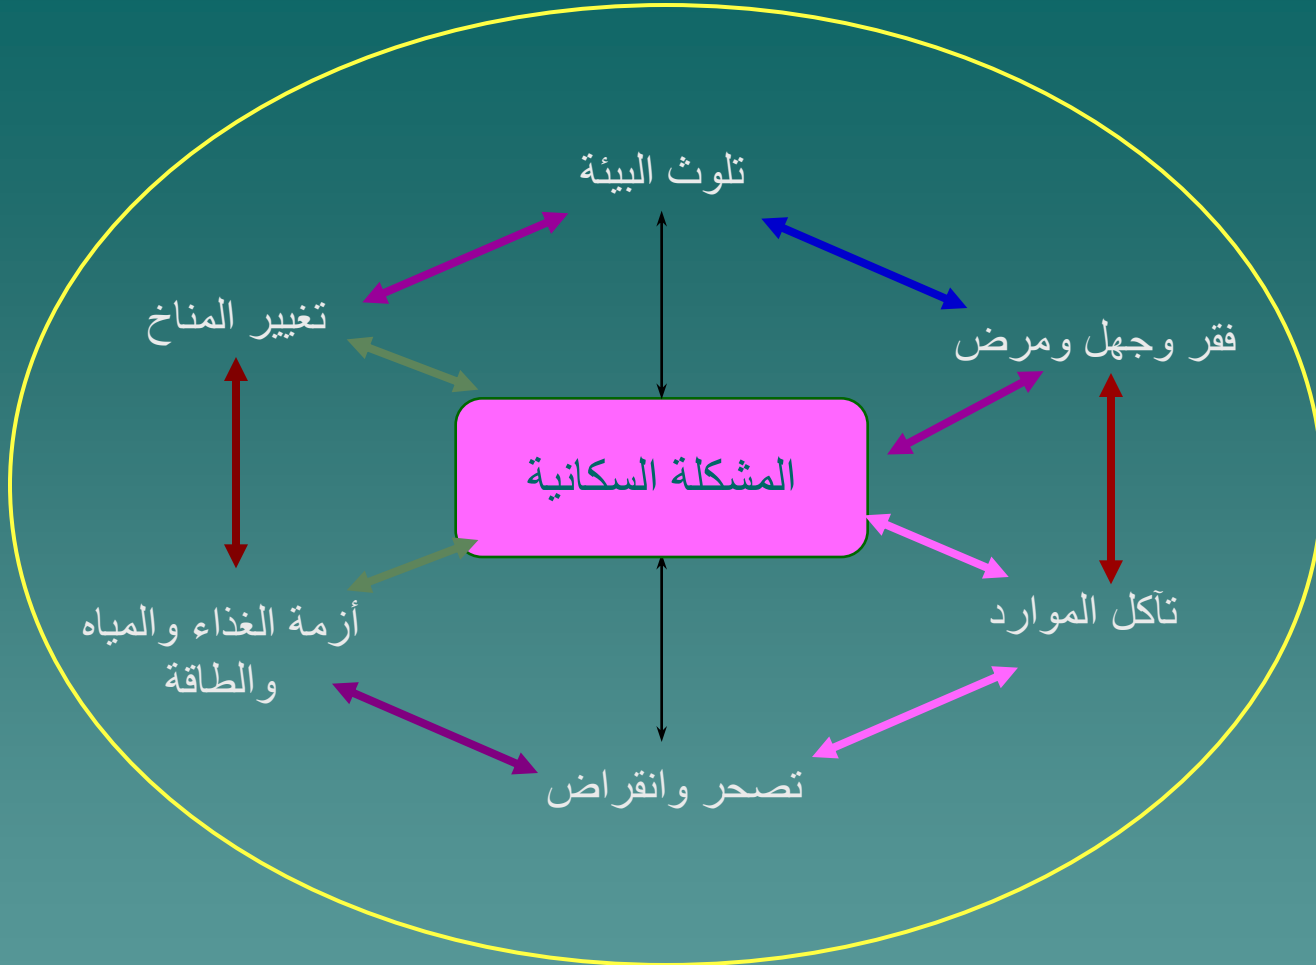 تلوث البيئة
فقر وجهل ومرض
تغيير المناخ
المشكلة السكانية
تآكل الموارد
أزمة الغذاء والمياه
والطاقة
تصحر وانقراض